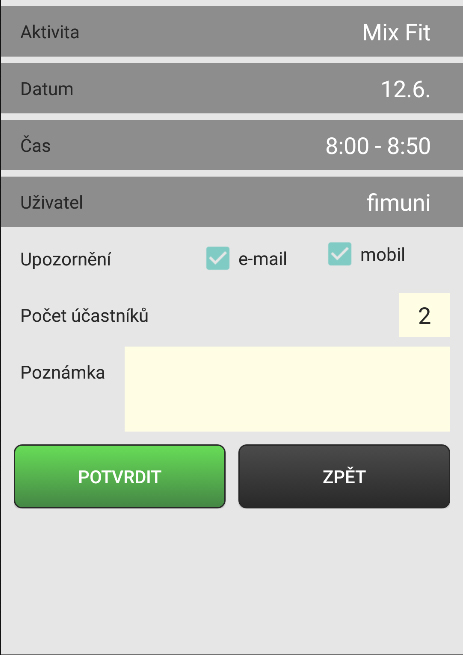 Aktivita Mix Fit
Datum 12.6.
Čas 8:00 - 8:50
Uživatel fimuni
Upozornění e-mail mobil
Počet účastníků 2
Poznámka
POTVRDIT ZPĚT